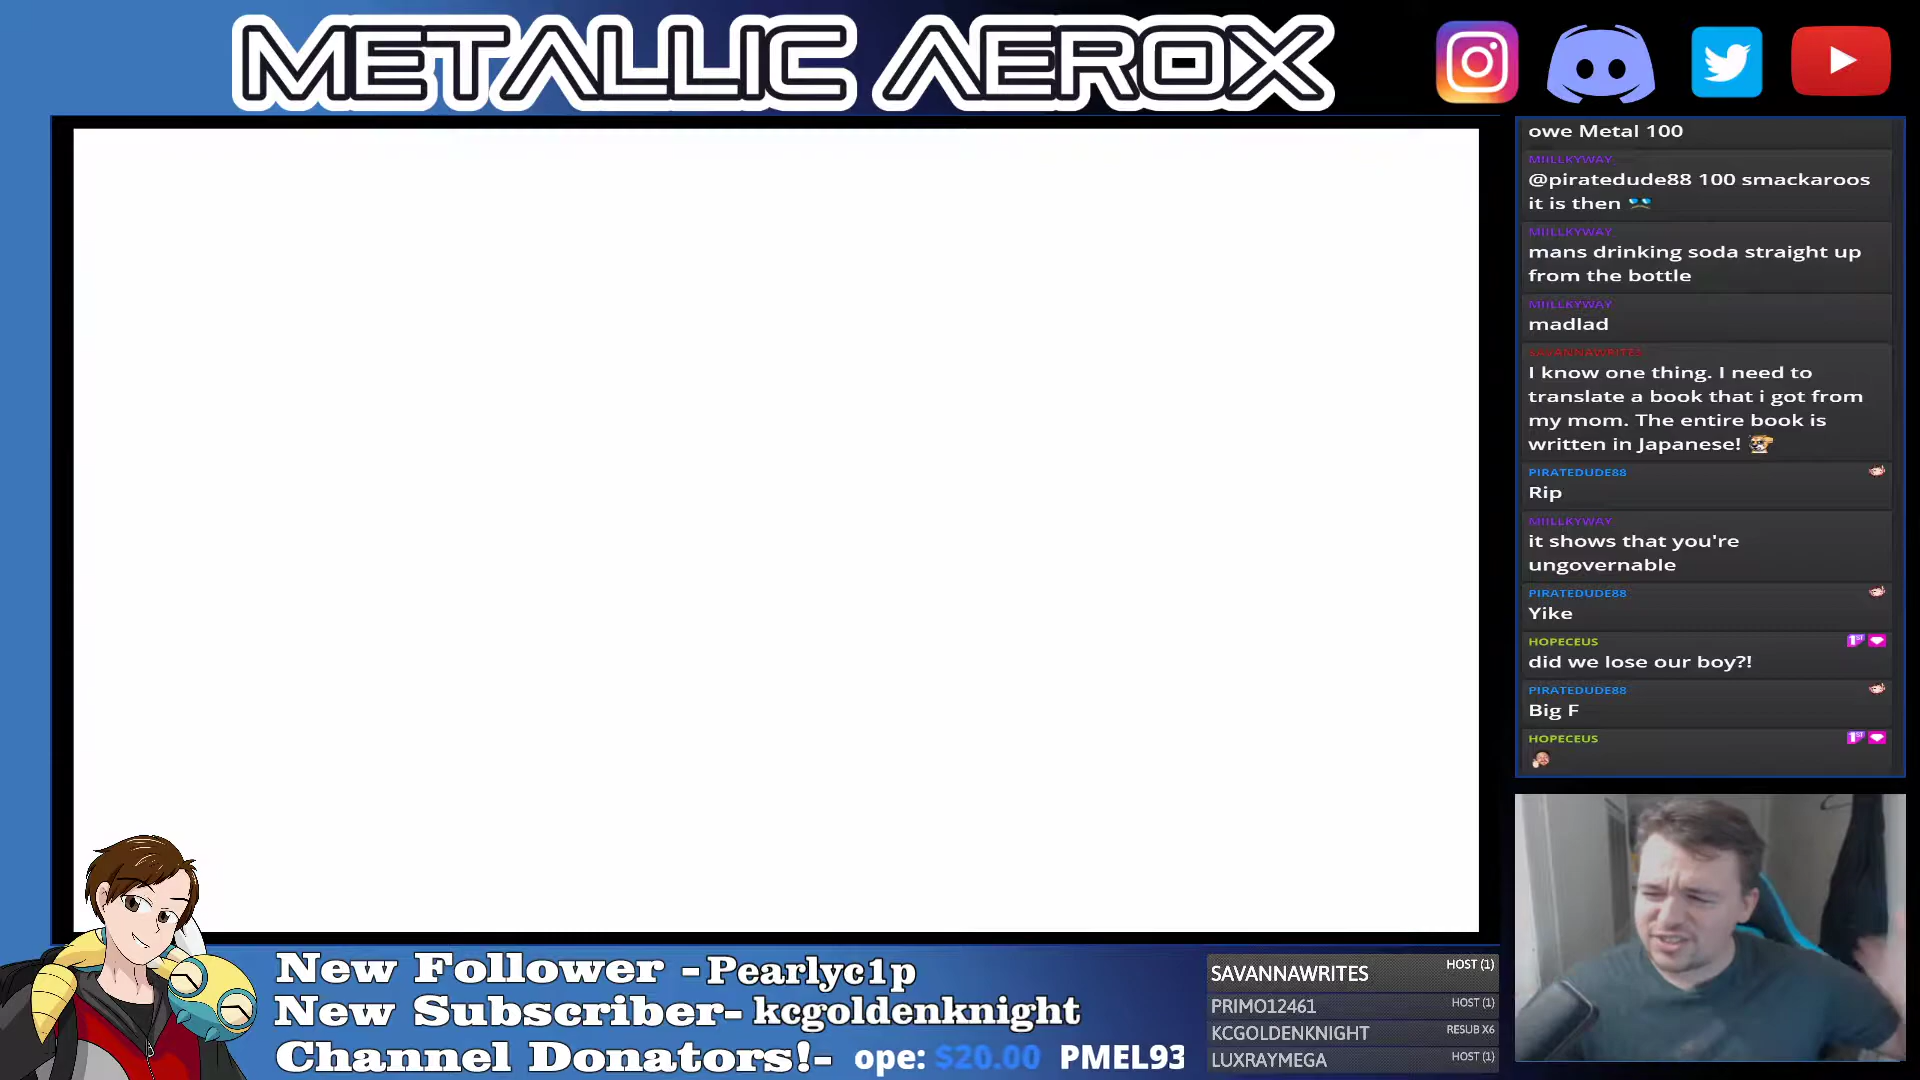 METALLIC AEROX
owe Metal 100
MIILLKYWAY
@piratedude88 100 smackaroos
it is then
MIILLKYWAY
mans drinking soda straight up
from the bottle
MIILLKYWAY
madlad
SAVANNAWRITES
I know one thing. I need to
translate a book that i got from
my mom. The entire book is
written in Japanese!
PIRATEDUDE88
Rip
MIILLKYWAY
it shows that you're
ungovernable
PIRATEDUDE88
Yike
HOPECEUS 1ST
did we lose our boy?!
PIRATEDUDE88
Big F
HOPECEUS 1ST
New Follower -Pearlyc1p
New Subscriber- kcgoldenknight
Channel Donators!- ope: $20.00 PMEL93
SAVANNAWRITES HOST (1)
PRIMO12461 HOST (1)
KCGOLDENKNIGHT RESUB X6
LUXRAYMEGA HOST (1)